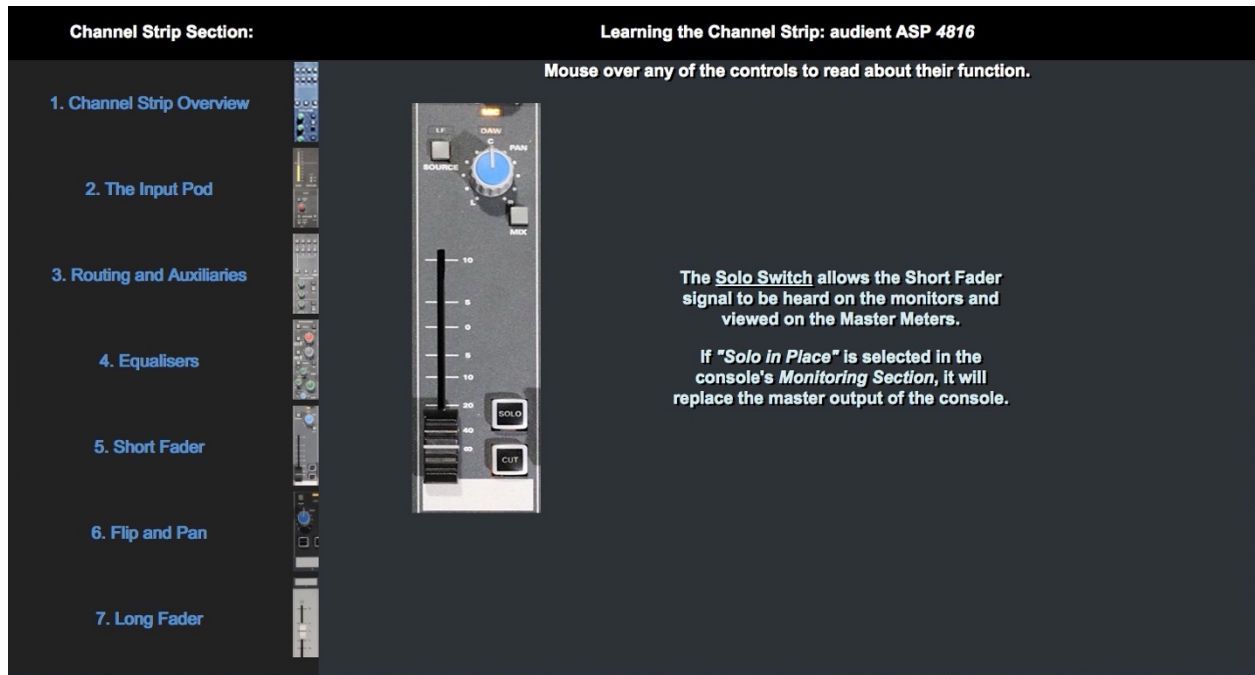 Channel Strip Section:
Learning the Channel Strip: audient ASP 4816
Mouse over any of the controls to read about their function.
1. Channel Strip Overview
2. The Input Pod
3. Routing and Auxiliaries
4. Equalisers
5. Short Fader
6. Flip and Pan
7. Long Fader
LF
DAW
SOURCE
C
PAN
L
R
MIX
10
5
0
5
10
20
40
∞
SOLO
CUT
The Solo Switch allows the Short Fader
signal to be heard on the monitors and
viewed on the Master Meters.
If "Solo in Place" is selected in the
console's Monitoring Section, it will
replace the master output of the console.